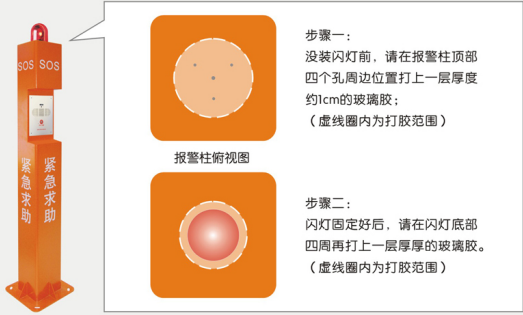 SOS SOS
紧急求助
紧急求助
步骤一：
没装闪灯前，请在报警柱顶部
四个孔周边位置打上一层厚度
约1cm的玻璃胶；
（虚线圈内为打胶范围）
报警柱俯视图
步骤二：
闪灯固定好后，请在闪灯底部
四周再打上一层厚厚的玻璃胶。
（虚线圈内为打胶范围）